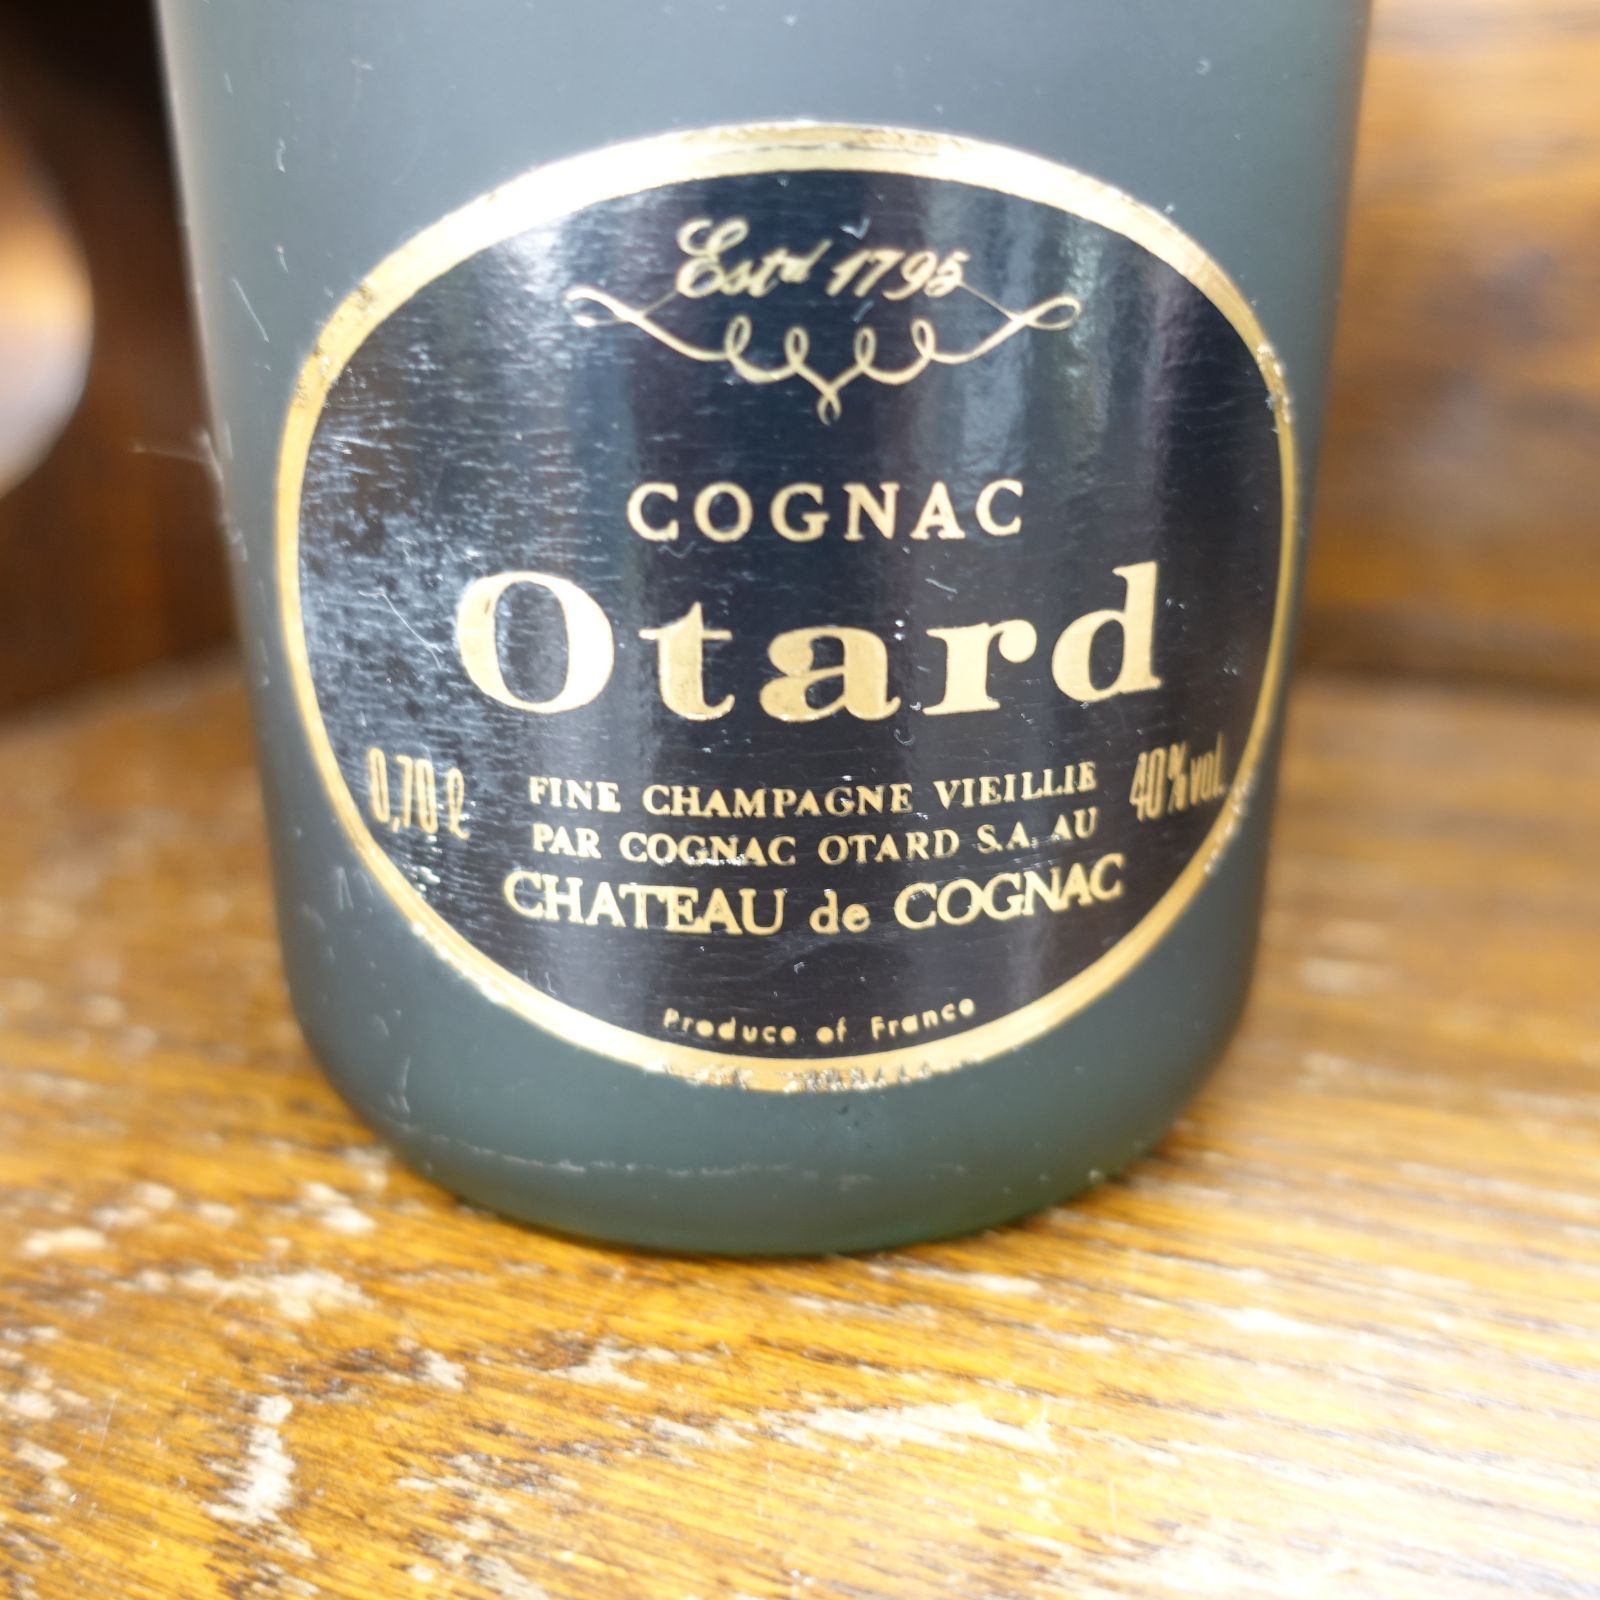 Estd 1795
COGNAC
Otard
0,70 l
FINE CHAMPAGNE VIEILLIE
40% vol.
PAR COGNAC OTARD S.A. AU
CHATEAU de COGNAC
Produce of France